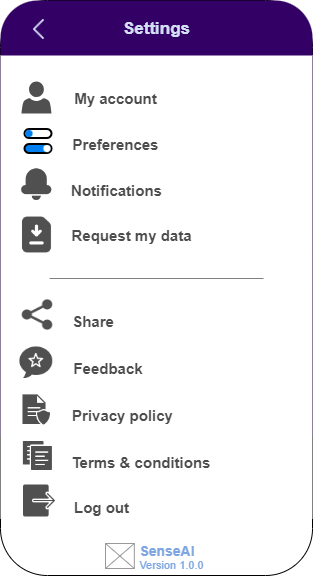 Settings
My account
Preferences
Notifications
Request my data
Share
Feedback
Privacy policy
Terms & conditions
Log out
SenseAI
Version 1.0.0